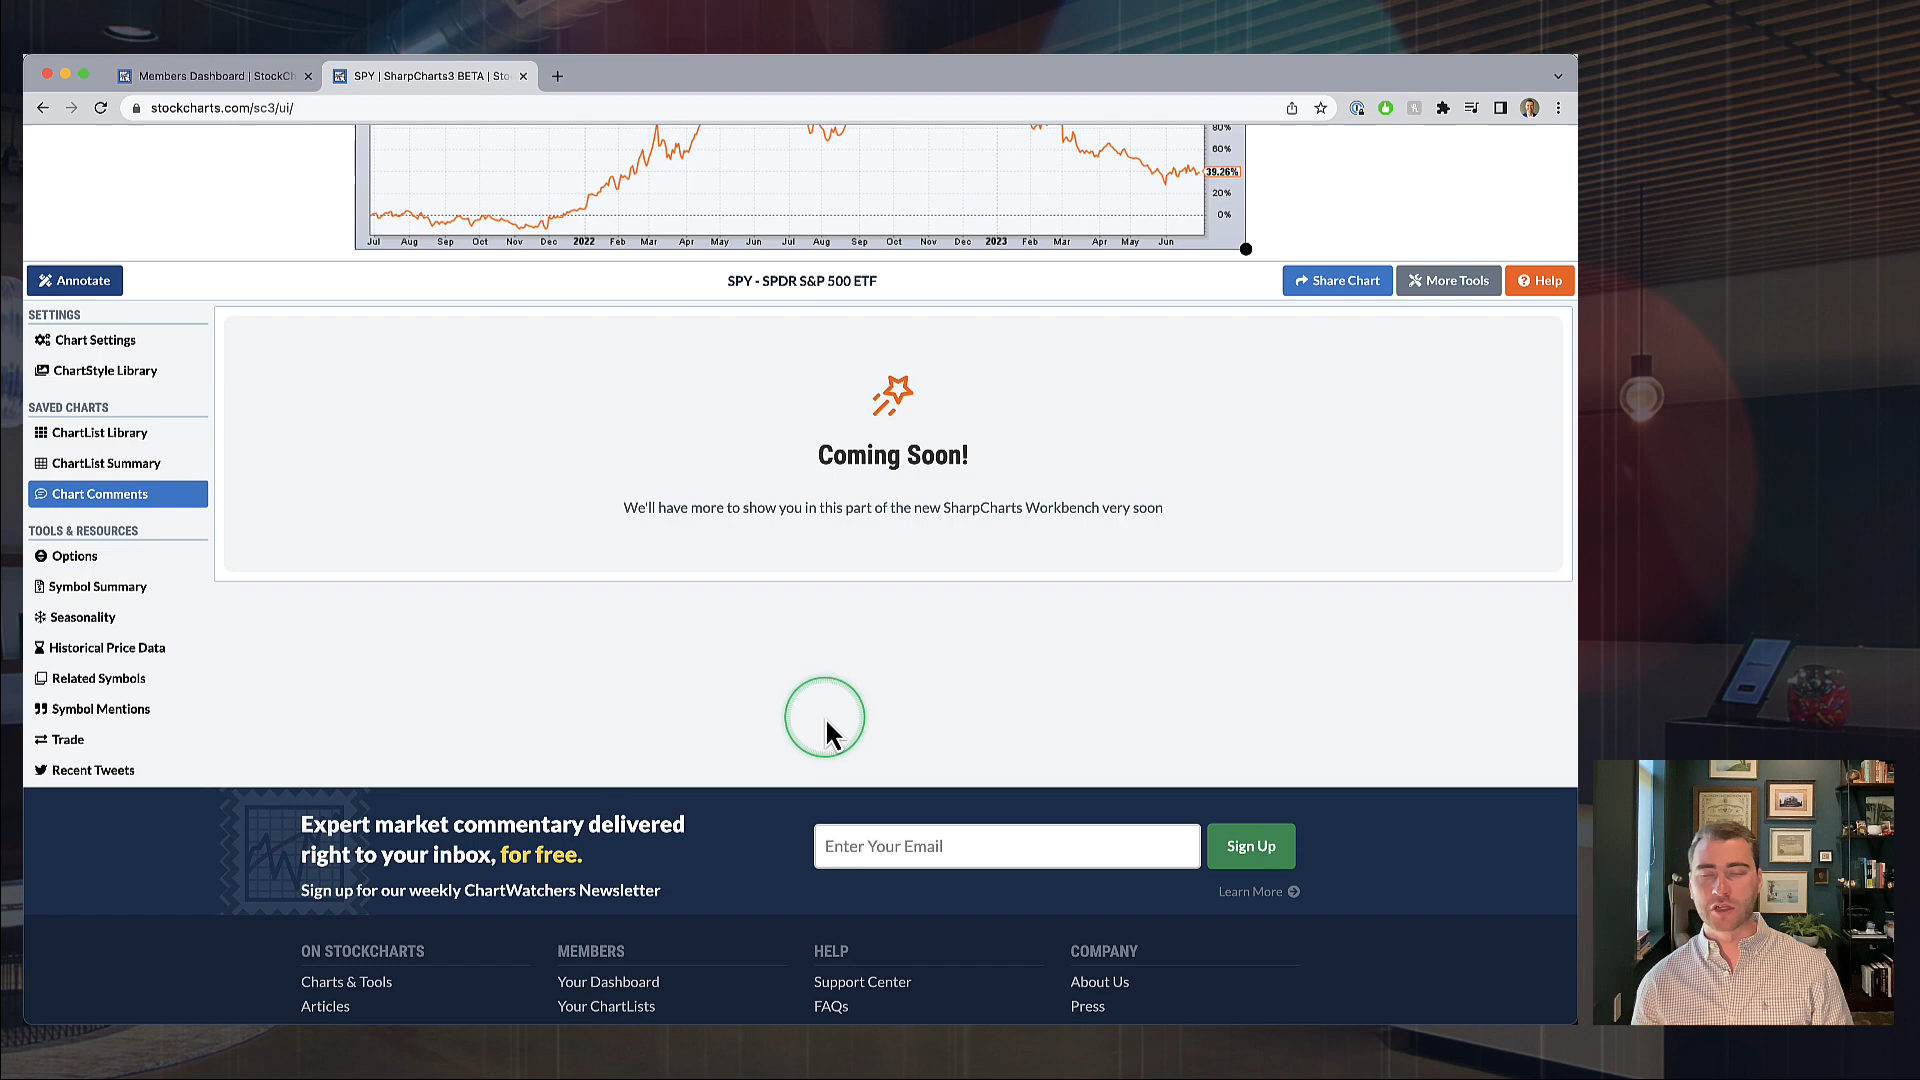 Members Dashboard | StockCh
SPY | SharpCharts3 BETA | Sto
stockcharts.com/sc3/ui/
80%
60%
39.26%
20%
0%
Jul Aug Sep Oct Nov Dec 2022 Feb Mar Apr May Jun Jul Aug Sep Oct Nov Dec 2023 Feb Mar Apr May Jun
Annotate
SPY - SPDR S&P 500 ETF
Share Chart
More Tools
Help
SETTINGS
Chart Settings
ChartStyle Library
SAVED CHARTS
ChartList Library
ChartList Summary
Chart Comments
TOOLS & RESOURCES
Options
Symbol Summary
Seasonality
Historical Price Data
Related Symbols
Symbol Mentions
Trade
Recent Tweets
Coming Soon!
We'll have more to show you in this part of the new SharpCharts Workbench very soon
Expert market commentary delivered
right to your inbox, for free.
Sign up for our weekly ChartWatchers Newsletter
Enter Your Email
Sign Up
Learn More
ON STOCKCHARTS
Charts & Tools
Articles
MEMBERS
Your Dashboard
Your ChartLists
HELP
Support Center
FAQs
COMPANY
About Us
Press